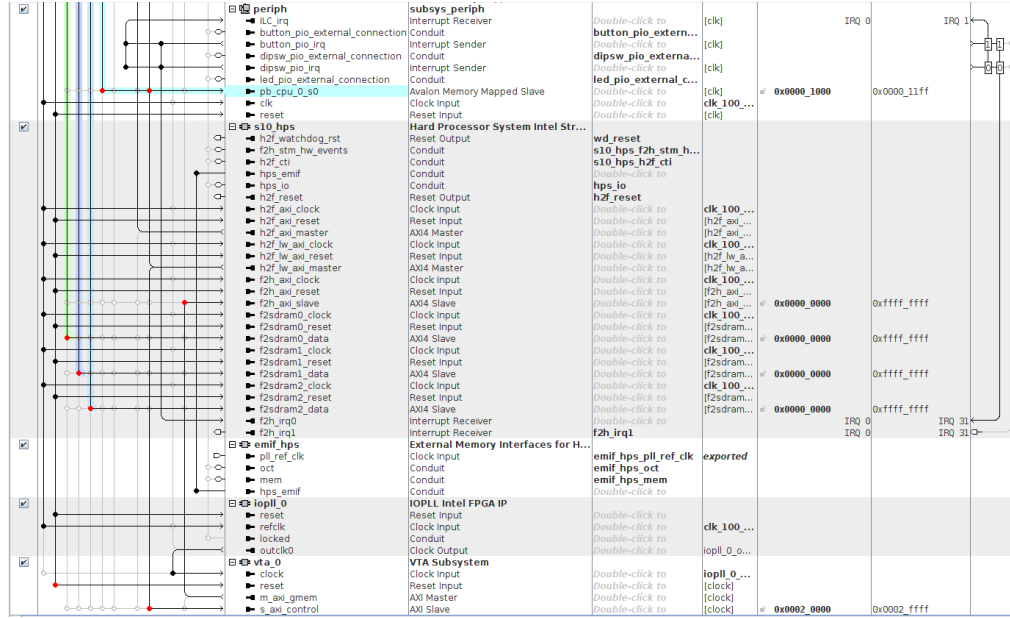 periph subsys_periph
ILC_irq Interrupt Receiver Double-click to [clk] IRQ 0 IRQ 1
button_pio_external_connection Conduit button_pio_extern...
button_pio_irq Interrupt Sender Double-click to [clk] 1 1
dipsw_pio_external_connection Conduit dipsw_pio_externa...
dipsw_pio_irq Interrupt Sender Double-click to [clk] 0 0
led_pio_external_connection Conduit led_pio_external_c...
pb_cpu_0_s0 Avalon Memory Mapped Slave Double-click to [clk] 0x0000_1000 0x0000_11ff
clk Clock Input Double-click to clk_100_...
reset Reset Input Double-click to [clk]
s10_hps Hard Processor System Intel Str...
h2f_watchdog_rst Reset Output wd_reset
f2h_stm_hw_events Conduit s10_hps_f2h_stm_h...
h2f_cti Conduit s10_hps_h2f_cti
hps_emif Conduit Double-click to
hps_io Conduit hps_io
h2f_reset Reset Output h2f_reset
h2f_axi_clock Clock Input Double-click to clk_100_...
h2f_axi_reset Reset Input Double-click to [h2f_axi_...
h2f_axi_master AXI4 Master Double-click to [h2f_axi_...
h2f_lw_axi_clock Clock Input Double-click to clk_100_...
h2f_lw_axi_reset Reset Input Double-click to [h2f_lw_a...
h2f_lw_axi_master AXI4 Master Double-click to [h2f_lw_a...
f2h_axi_clock Clock Input Double-click to clk_100_...
f2h_axi_reset Reset Input Double-click to [f2h_axi_...
f2h_axi_slave AXI4 Slave Double-click to [f2h_axi_... 0x0000_0000 0xffff_ffff
f2sdram0_clock Clock Input Double-click to clk_100_...
f2sdram0_reset Reset Input Double-click to [f2sdram...
f2sdram0_data AXI4 Slave Double-click to [f2sdram... 0x0000_0000 0xffff_ffff
f2sdram1_clock Clock Input Double-click to clk_100_...
f2sdram1_reset Reset Input Double-click to [f2sdram...
f2sdram1_data AXI4 Slave Double-click to [f2sdram... 0x0000_0000 0xffff_ffff
f2sdram2_clock Clock Input Double-click to clk_100_...
f2sdram2_reset Reset Input Double-click to [f2sdram...
f2sdram2_data AXI4 Slave Double-click to [f2sdram... 0x0000_0000 0xffff_ffff
f2h_irq0 Interrupt Receiver Double-click to IRQ 0 IRQ 31
f2h_irq1 Interrupt Receiver f2h_irq1 IRQ 0 IRQ 31
emif_hps External Memory Interfaces for H...
pll_ref_clk Clock Input emif_hps_pll_ref_clk exported
oct Conduit emif_hps_oct
mem Conduit emif_hps_mem
hps_emif Conduit Double-click to
iopll_0 IOPLL Intel FPGA IP
reset Reset Input Double-click to
refclk Clock Input Double-click to clk_100_...
locked Conduit Double-click to
outclk0 Clock Output Double-click to iopll_0_o...
vta_0 VTA Subsystem
clock Clock Input Double-click to iopll_0_...
reset Reset Input Double-click to [clock]
m_axi_gmem AXI Master Double-click to [clock]
s_axi_control AXI Slave Double-click to [clock] 0x0002_0000 0x0002_ffff